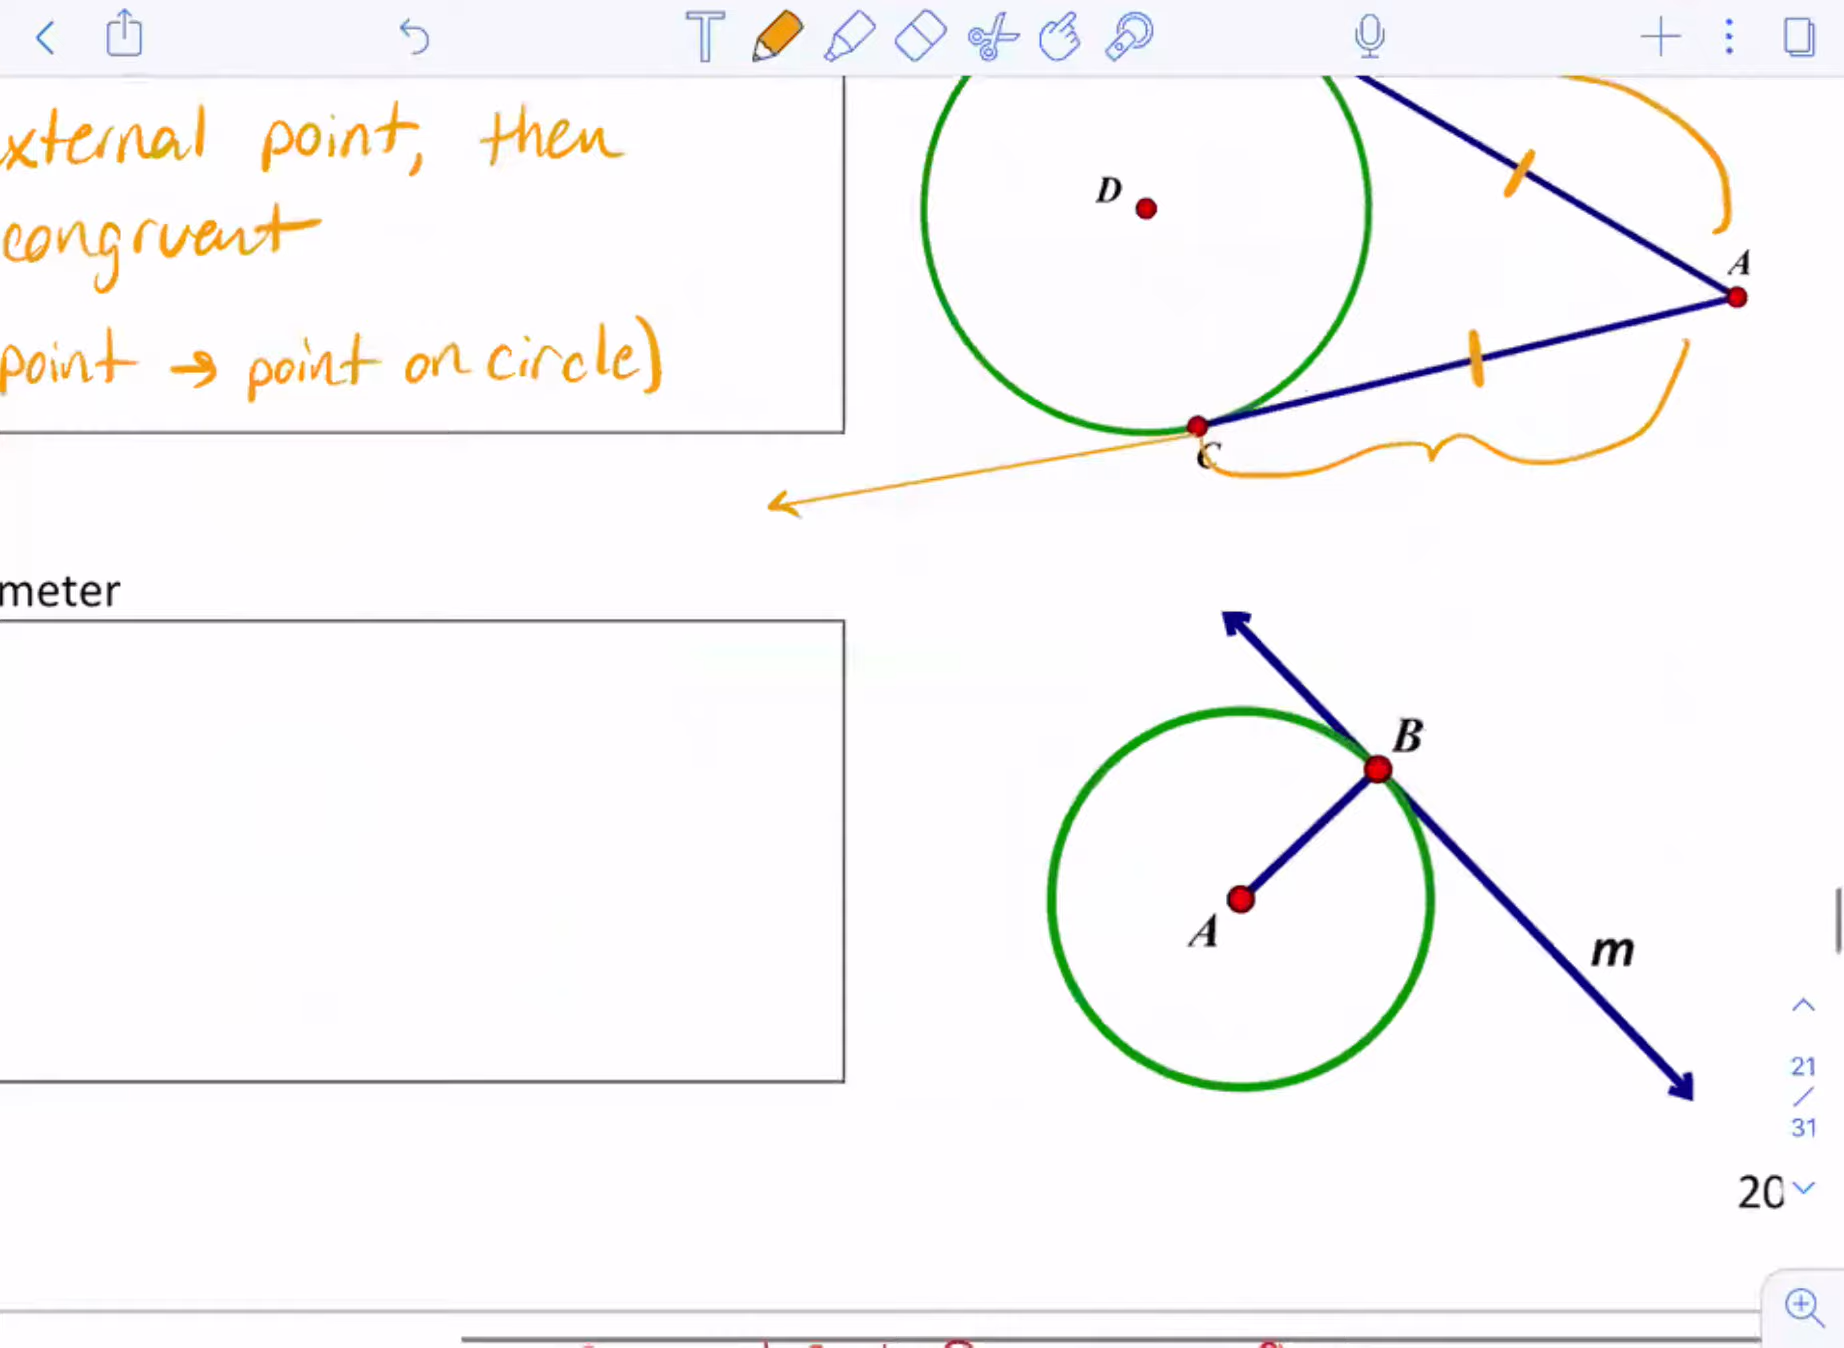 xternal point, then
congruent
point → point on circle)
D
A
C
meter
B
A
m
21
/
31
20